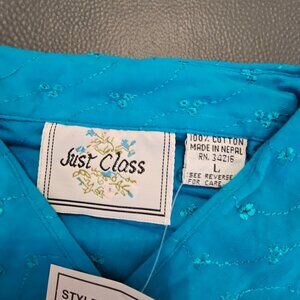 Just Class
100% COTTON
MADE IN NEPAL
RN. 34216
L
SEE REVERSE
FOR CARE
STYL